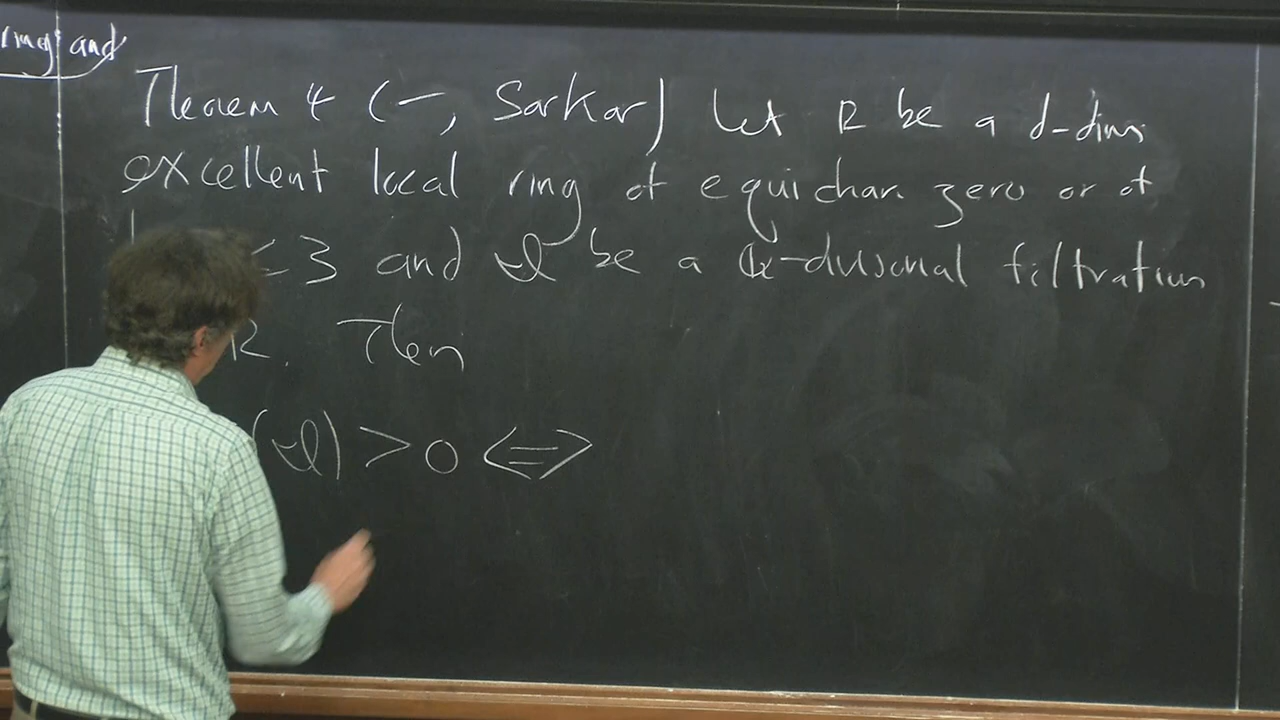 ring and
Theorem 4 (–, Sarkar) Let R be a d-dim
excellent local ring of equichar. zero or of
≤ 3 and I be a Q-divisorial filtration
R. Then
(I) > 0 <=>